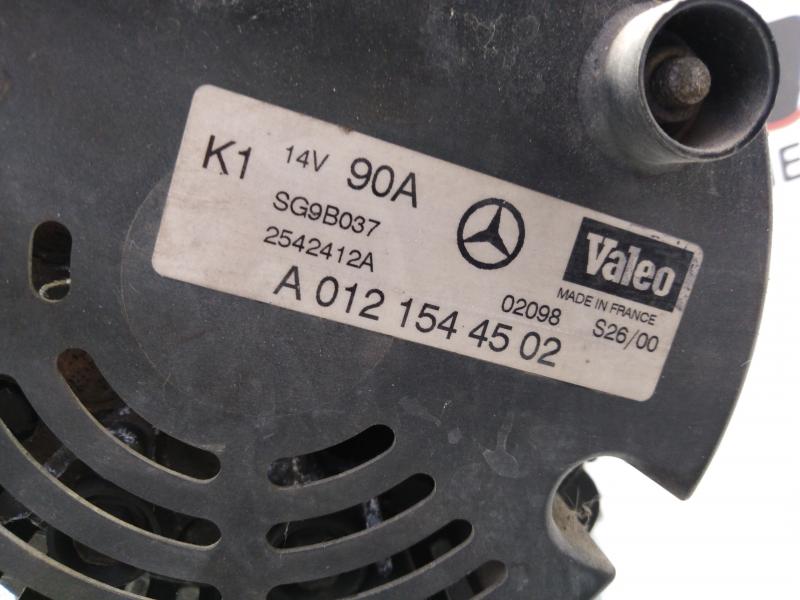 K1 14V 90A
SG9B037
2542412A
A 012 154 45 02
Valeo
MADE IN FRANCE
02098 S26/00